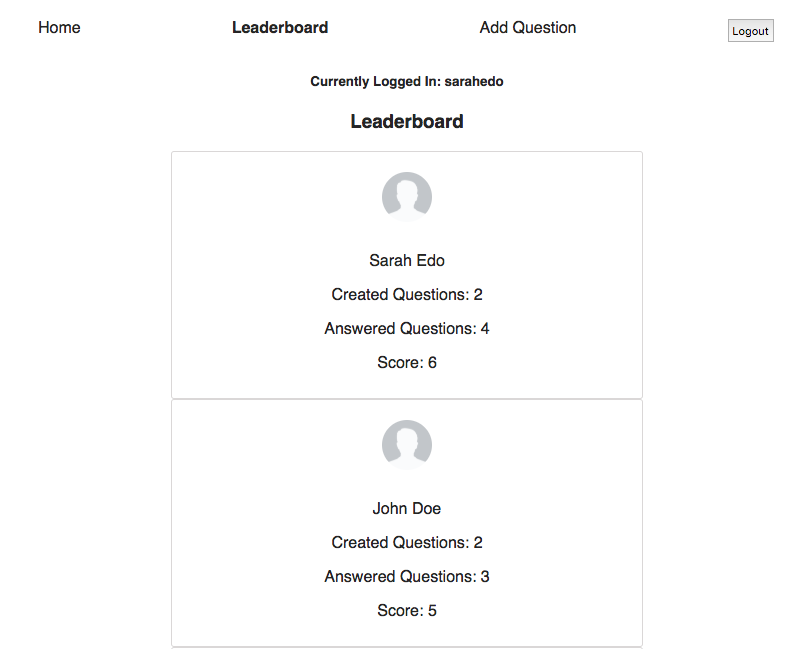 Home Leaderboard Add Question Logout
Currently Logged In: sarahedo
Leaderboard
Sarah Edo
Created Questions: 2
Answered Questions: 4
Score: 6
John Doe
Created Questions: 2
Answered Questions: 3
Score: 5